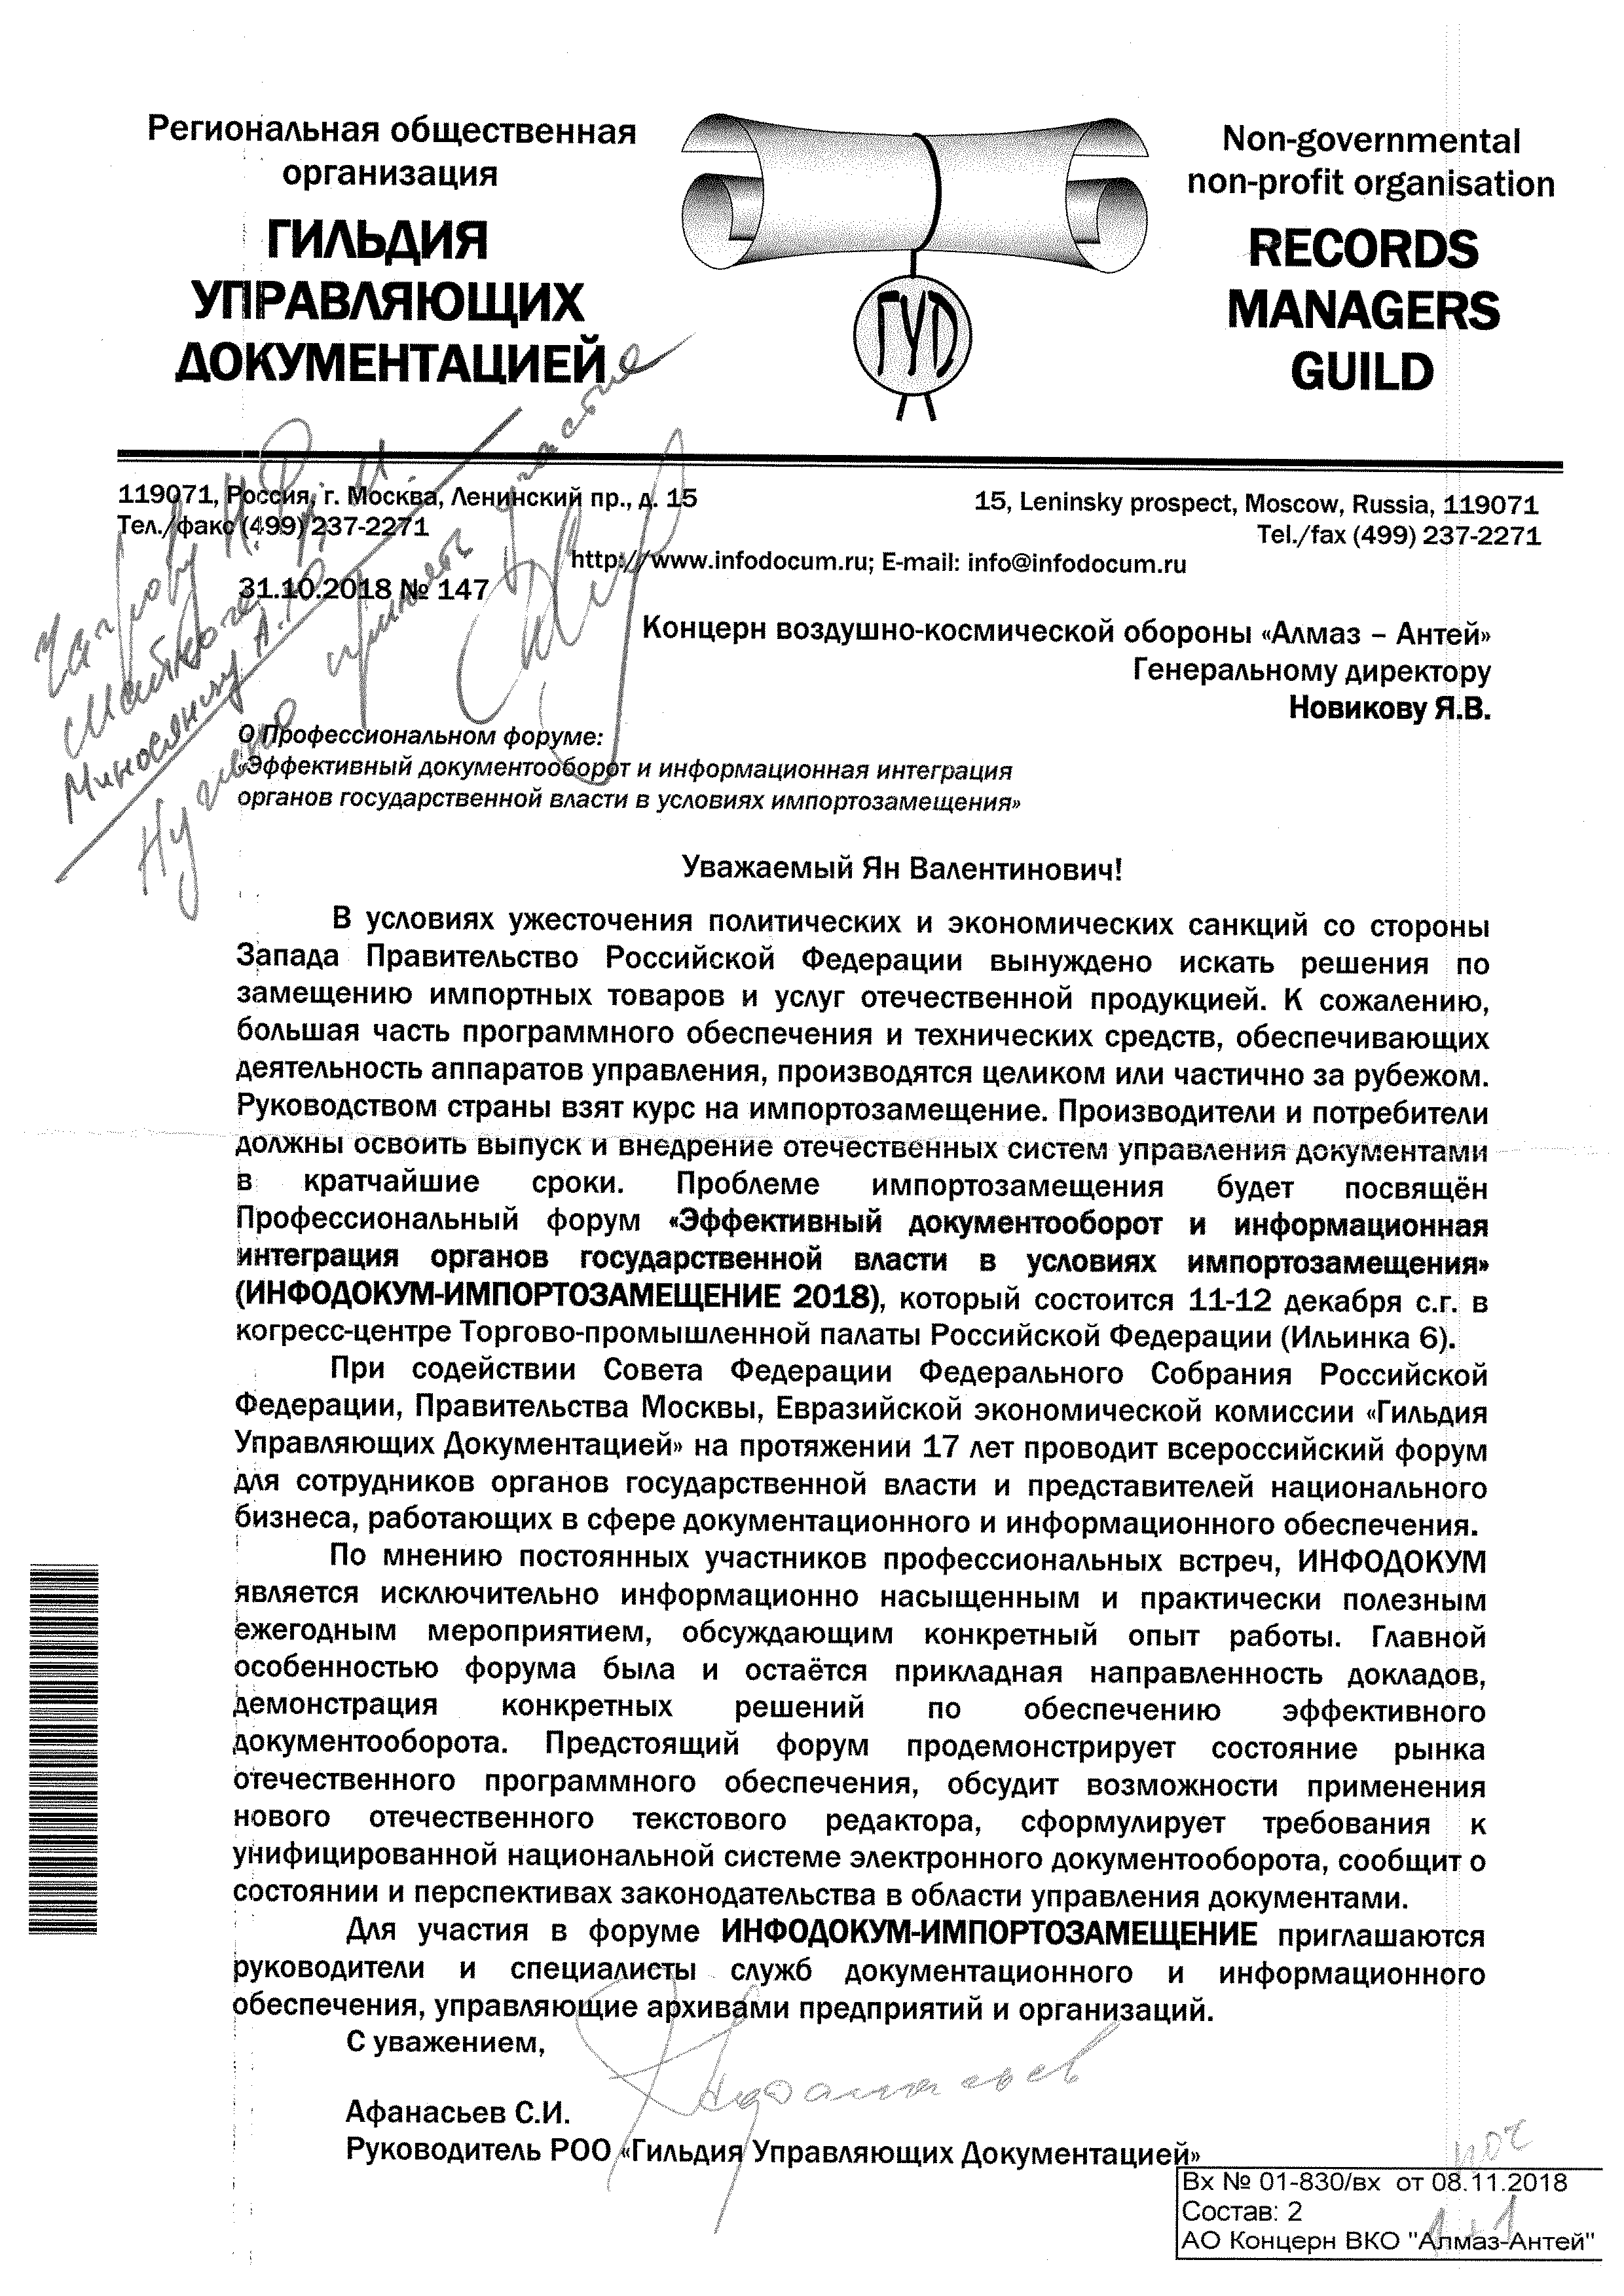 Региональная общественная
организация
ГИЛЬДИЯ
УПРАВЛЯЮЩИХ
ДОКУМЕНТАЦИЕЙ
ГУД
Non-governmental
non-profit organisation
RECORDS
MANAGERS
GUILD
119071, Россия, г. Москва, Ленинский пр., д. 15
Тел./факс (499) 237-2271
15, Leninsky prospect, Moscow, Russia, 119071
Tel./fax (499) 237-2271
http://www.infodocum.ru; E-mail: info@infodocum.ru
31.10.2018 № 147
Нужно принять участие
Концерн воздушно-космической обороны «Алмаз – Антей»
Генеральному директору
Новикову Я.В.
О Профессиональном форуме:
«Эффективный документооборот и информационная интеграция
органов государственной власти в условиях импортозамещения»
Уважаемый Ян Валентинович!
В условиях ужесточения политических и экономических санкций со стороны
Запада Правительство Российской Федерации вынуждено искать решения по
замещению импортных товаров и услуг отечественной продукцией. К сожалению,
большая часть программного обеспечения и технических средств, обеспечивающих
деятельность аппаратов управления, производятся целиком или частично за рубежом.
Руководством страны взят курс на импортозамещение. Производители и потребители
должны освоить выпуск и внедрение отечественных систем управления документами
в кратчайшие сроки. Проблеме импортозамещения будет посвящён
Профессиональный форум «Эффективный документооборот и информационная
интеграция органов государственной власти в условиях импортозамещения»
(ИНФОДОКУМ-ИМПОРТОЗАМЕЩЕНИЕ 2018), который состоится 11-12 декабря с.г. в
когресс-центре Торгово-промышленной палаты Российской Федерации (Ильинка 6).
При содействии Совета Федерации Федерального Собрания Российской
Федерации, Правительства Москвы, Евразийской экономической комиссии «Гильдия
Управляющих Документацией» на протяжении 17 лет проводит всероссийский форум
для сотрудников органов государственной власти и представителей национального
бизнеса, работающих в сфере документационного и информационного обеспечения.
По мнению постоянных участников профессиональных встреч, ИНФОДОКУМ
является исключительно информационно насыщенным и практически полезным
ежегодным мероприятием, обсуждающим конкретный опыт работы. Главной
особенностью форума была и остаётся прикладная направленность докладов,
демонстрация конкретных решений по обеспечению эффективного
документооборота. Предстоящий форум продемонстрирует состояние рынка
отечественного программного обеспечения, обсудит возможности применения
нового отечественного текстового редактора, сформулирует требования к
унифицированной национальной системе электронного документооборота, сообщит о
состоянии и перспективах законодательства в области управления документами.
Для участия в форуме ИНФОДОКУМ-ИМПОРТОЗАМЕЩЕНИЕ приглашаются
руководители и специалисты служб документационного и информационного
обеспечения, управляющие архивами предприятий и организаций.
С уважением,
Афанасьев
Афанасьев С.И.
Руководитель РОО «Гильдия Управляющих Документацией»
Вх № 01-830/вх от 08.11.2018
Состав: 2
1+1
АО Концерн ВКО "Алмаз-Антей"